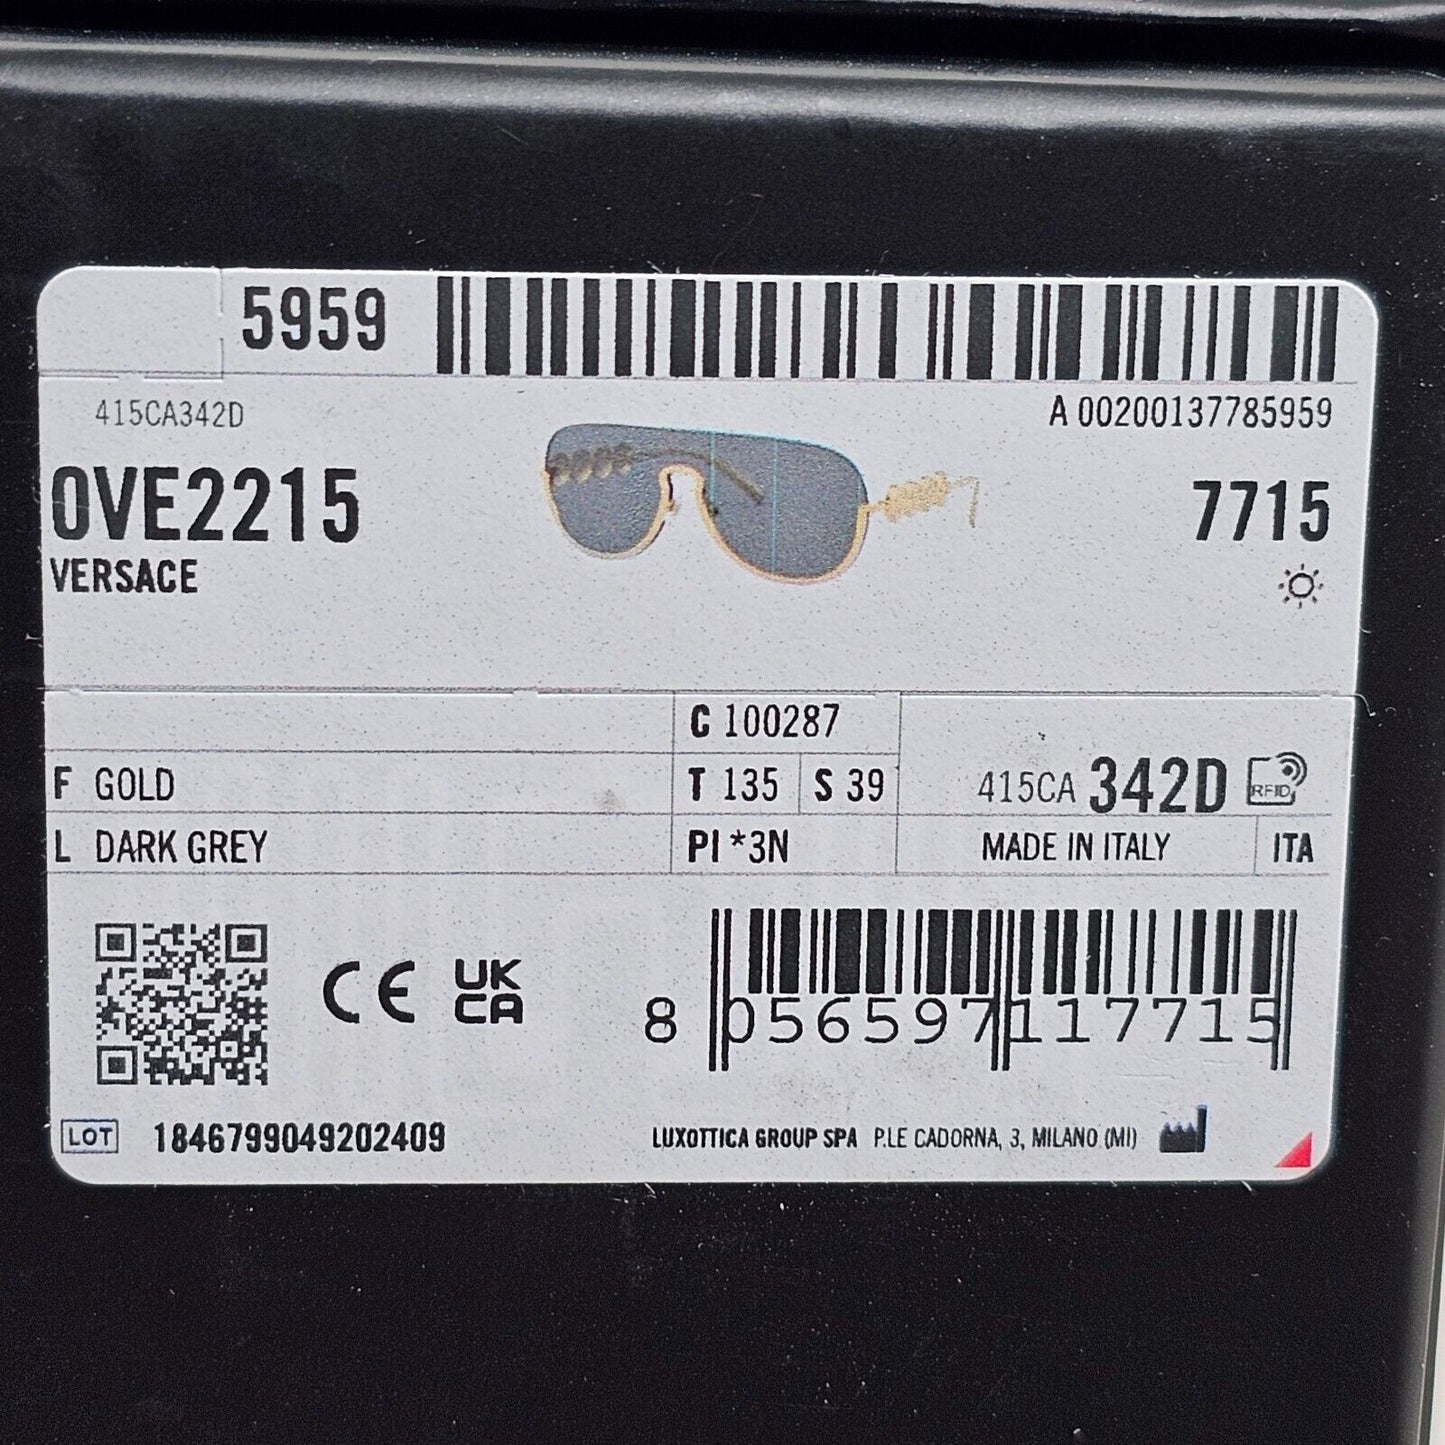 5959
415CA342D
A 00200137785959
0VE2215
7715
VERSACE
C 100287
F GOLD
T 135 S 39
415CA 342D RFID
L DARK GREY
PI *3N
MADE IN ITALY ITA
CE UK CA
8 056597 117715
LOT 1846799049202409
LUXOTTICA GROUP SPA P.LE CADORNA, 3, MILANO (MI)